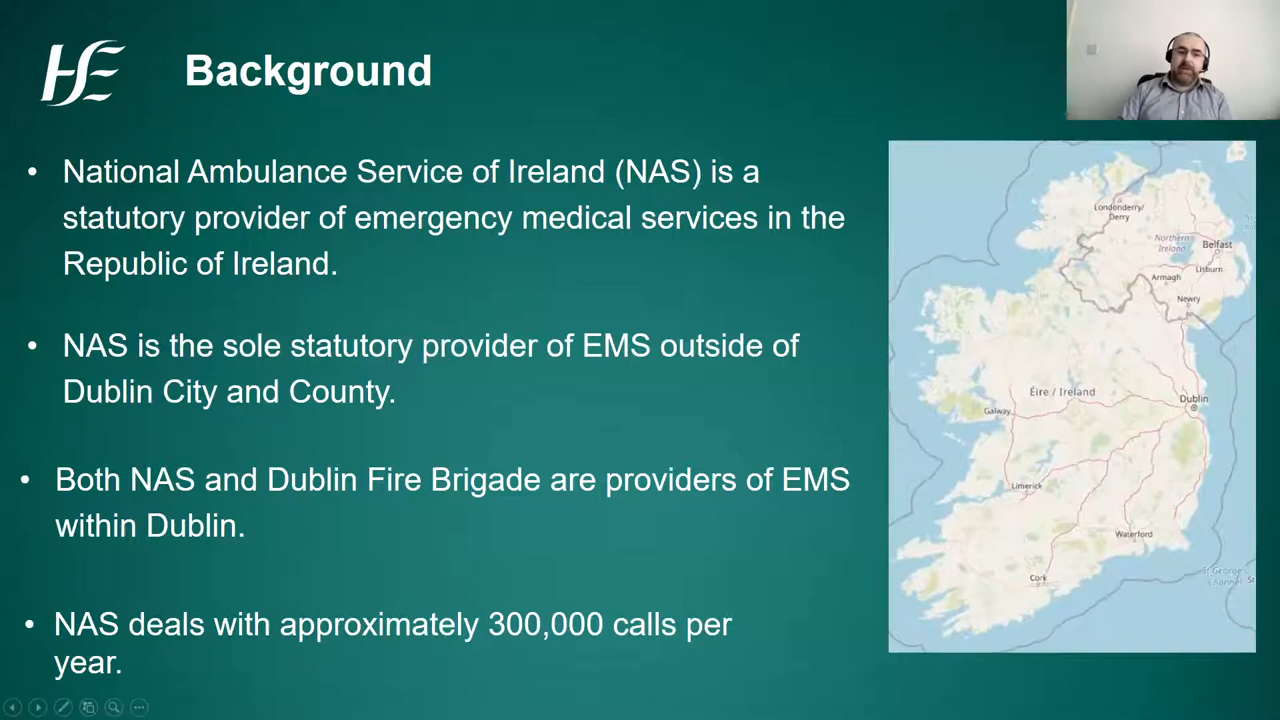 HSE
Background
• National Ambulance Service of Ireland (NAS) is a
statutory provider of emergency medical services in the
Republic of Ireland.
• NAS is the sole statutory provider of EMS outside of
Dublin City and County.
• Both NAS and Dublin Fire Brigade are providers of EMS
within Dublin.
• NAS deals with approximately 300,000 calls per
year.
Londonderry/
Derry
Northern
Ireland
Belfast
Lisburn
Armagh
Newry
Éire / Ireland
Dublin
Galway
Limerick
Waterford
Cork
St George's
Channel